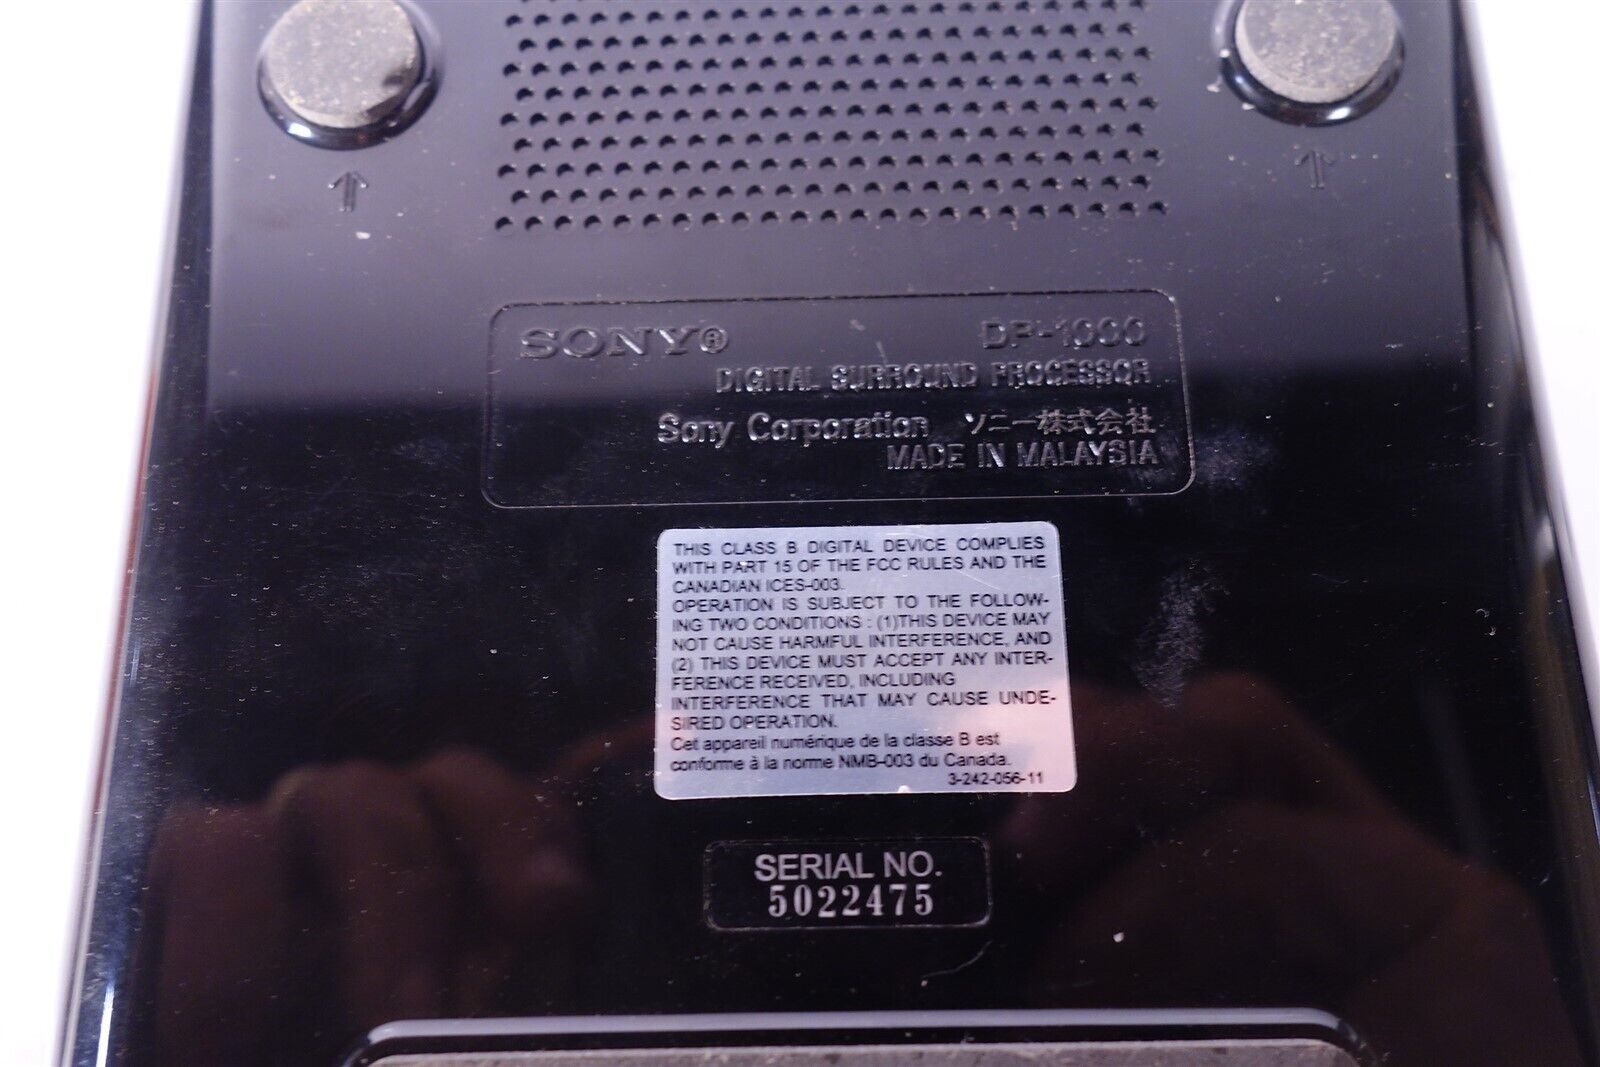 SONY® DP-1000
DIGITAL SURROUND PROCESSOR
Sony Corporation ソニー株式会社
MADE IN MALAYSIA
THIS CLASS B DIGITAL DEVICE COMPLIES
WITH PART 15 OF THE FCC RULES AND THE
CANADIAN ICES-003.
OPERATION IS SUBJECT TO THE FOLLOW-
ING TWO CONDITIONS : (1)THIS DEVICE MAY
NOT CAUSE HARMFUL INTERFERENCE, AND
(2) THIS DEVICE MUST ACCEPT ANY INTER-
FERENCE RECEIVED, INCLUDING
INTERFERENCE THAT MAY CAUSE UNDE-
SIRED OPERATION.
Cet appareil numérique de la classe B est
conforme à la norme NMB-003 du Canada.
3-242-056-11
SERIAL NO.
5022475